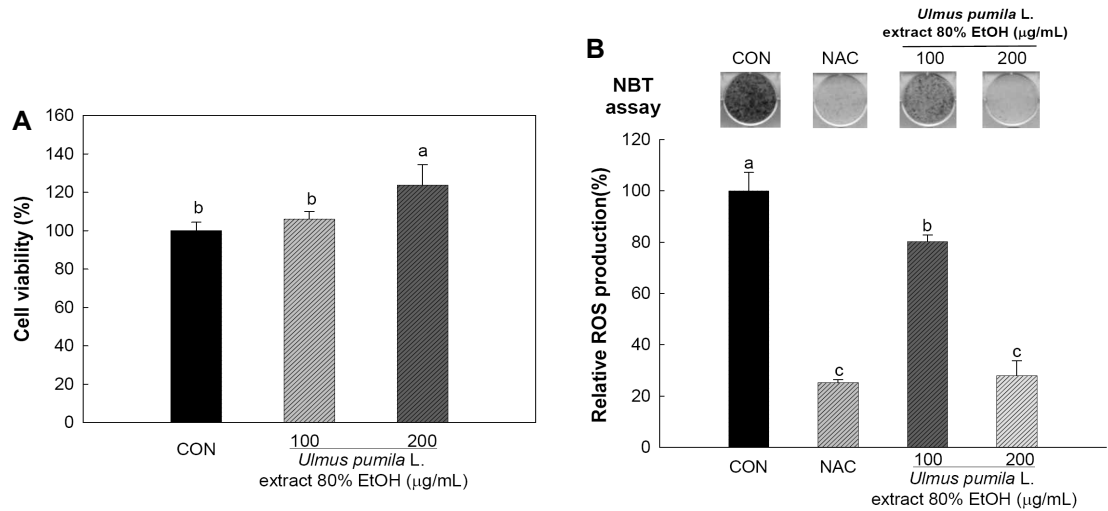 A
Cell viability (%)
160
140
120
100
80
60
40
20
0
b
b
a
CON
100 200
Ulmus pumila L.
extract 80% EtOH (μg/mL)
B
Ulmus pumila L.
extract 80% EtOH (μg/mL)
CON NAC 100 200
NBT
assay
Relative ROS production(%)
120
100
80
60
40
20
0
a
c
b
c
CON NAC 100 200
Ulmus pumila L.
extract 80% EtOH (μg/mL)